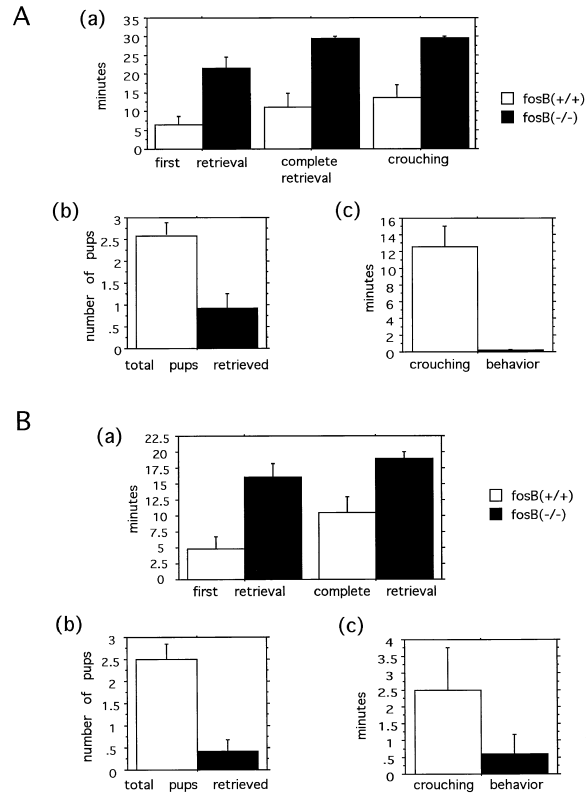 A
(a)
minutes
35
30
25
20
15
10
5
0
first retrieval complete retrieval crouching
fosB(+/+)
fosB(-/-)
(b)
number of pups
3
2.5
2
1.5
1
.5
0
total pups retrieved
(c)
minutes
16
14
12
10
8
6
4
2
0
crouching behavior
B
(a)
minutes
22.5
20
17.5
15
12.5
10
7.5
5
2.5
0
first retrieval complete retrieval
fosB(+/+)
fosB(-/-)
(b)
number of pups
3
2.5
2
1.5
1
.5
0
total pups retrieved
(c)
minutes
4
3.5
3
2.5
2
1.5
1
.5
0
crouching behavior